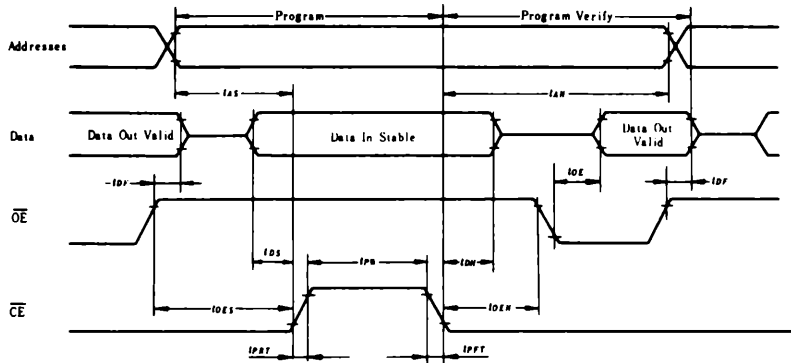 Program
Program Verify
Addresses
tAS
tAH
Data
Data Out Valid
Data In Stable
Data Out
Valid
tDF
tOE
tDF
OE
tDS
tDH
tOES
tOEH
CE
tPRT
tPFT